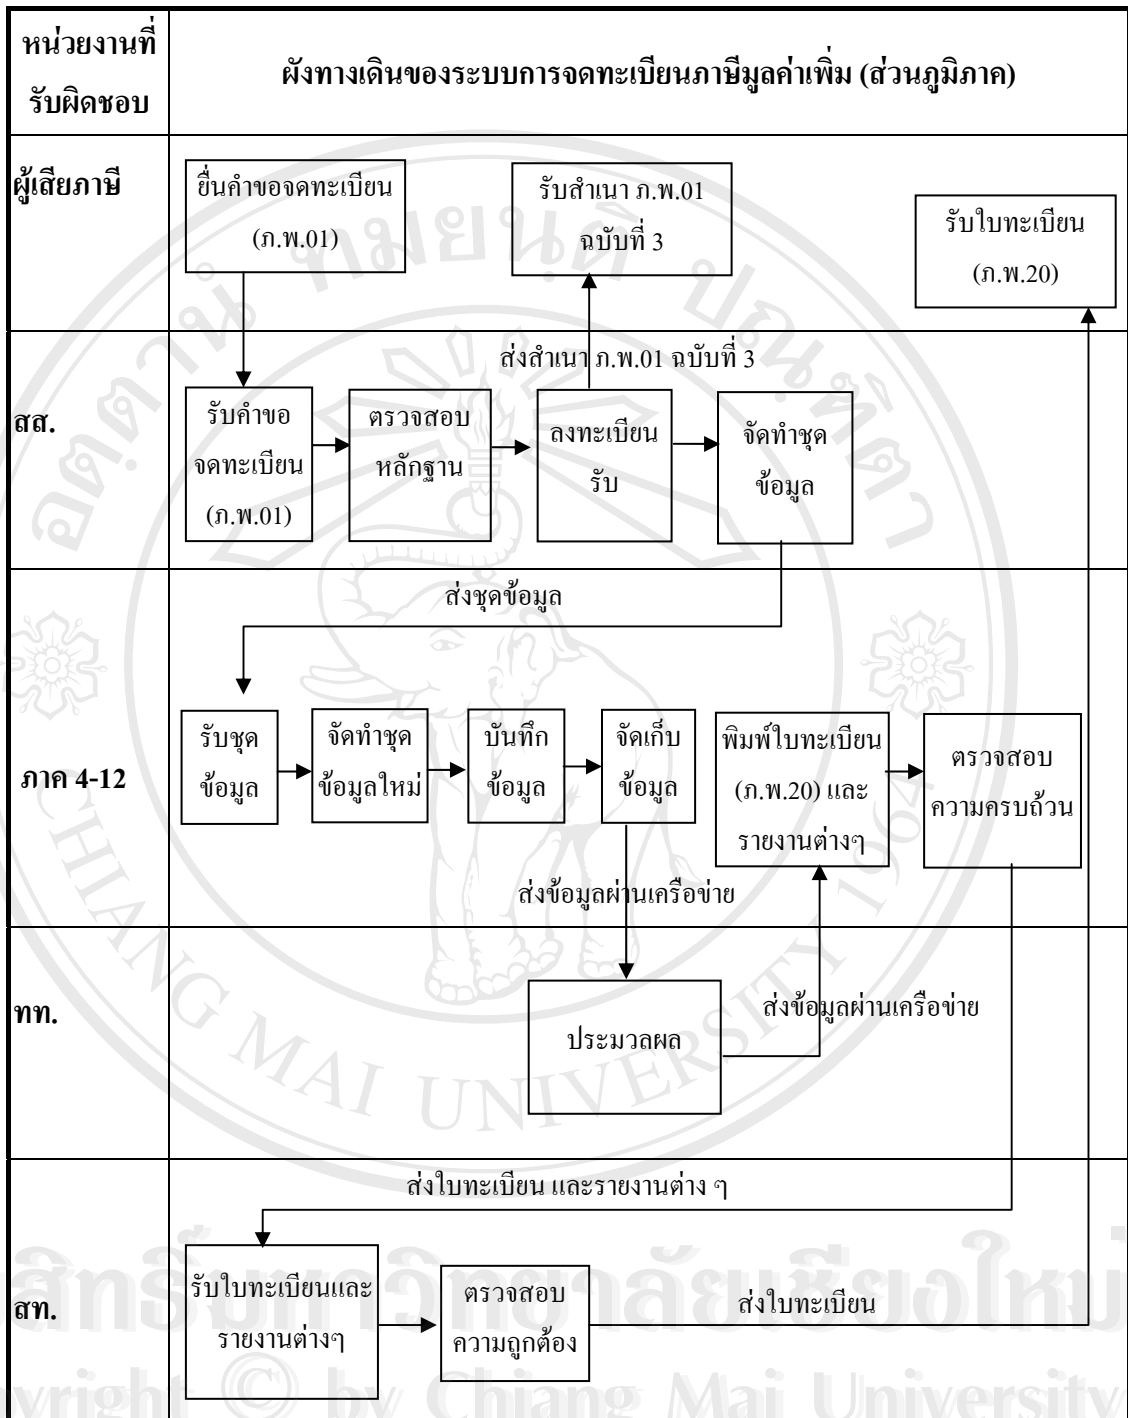 หน่วยงานที่
รับผิดชอบ
ผังทางเดินของระบบการจดทะเบียนภาษีมูลค่าเพิ่ม (ส่วนภูมิภาค)
ผู้เสียภาษี
ยื่นคำขอจดทะเบียน
(ภ.พ.01)
รับสำเนา ภ.พ.01
ฉบับที่ 3
รับใบทะเบียน
(ภ.พ.20)
ส่งสำเนา ภ.พ.01 ฉบับที่ 3
สส.
รับคำขอ
จดทะเบียน
(ภ.พ.01)
ตรวจสอบ
หลักฐาน
ลงทะเบียน
รับ
จัดทำชุด
ข้อมูล
ส่งชุดข้อมูล
ภาค 4-12
รับชุด
ข้อมูล
จัดทำชุด
ข้อมูลใหม่
บันทึก
ข้อมูล
จัดเก็บ
ข้อมูล
พิมพ์ใบทะเบียน
(ภ.พ.20) และ
รายงานต่างๆ
ตรวจสอบ
ความครบถ้วน
ส่งข้อมูลผ่านเครือข่าย
ทท.
ประมวลผล
ส่งข้อมูลผ่านเครือข่าย
ส่งใบทะเบียน และรายงานต่าง ๆ
สท.
รับใบทะเบียนและ
รายงานต่างๆ
ตรวจสอบ
ความถูกต้อง
ส่งใบทะเบียน
CHIANG MAI UNIVERSITY 1964
by Chiang Mai University